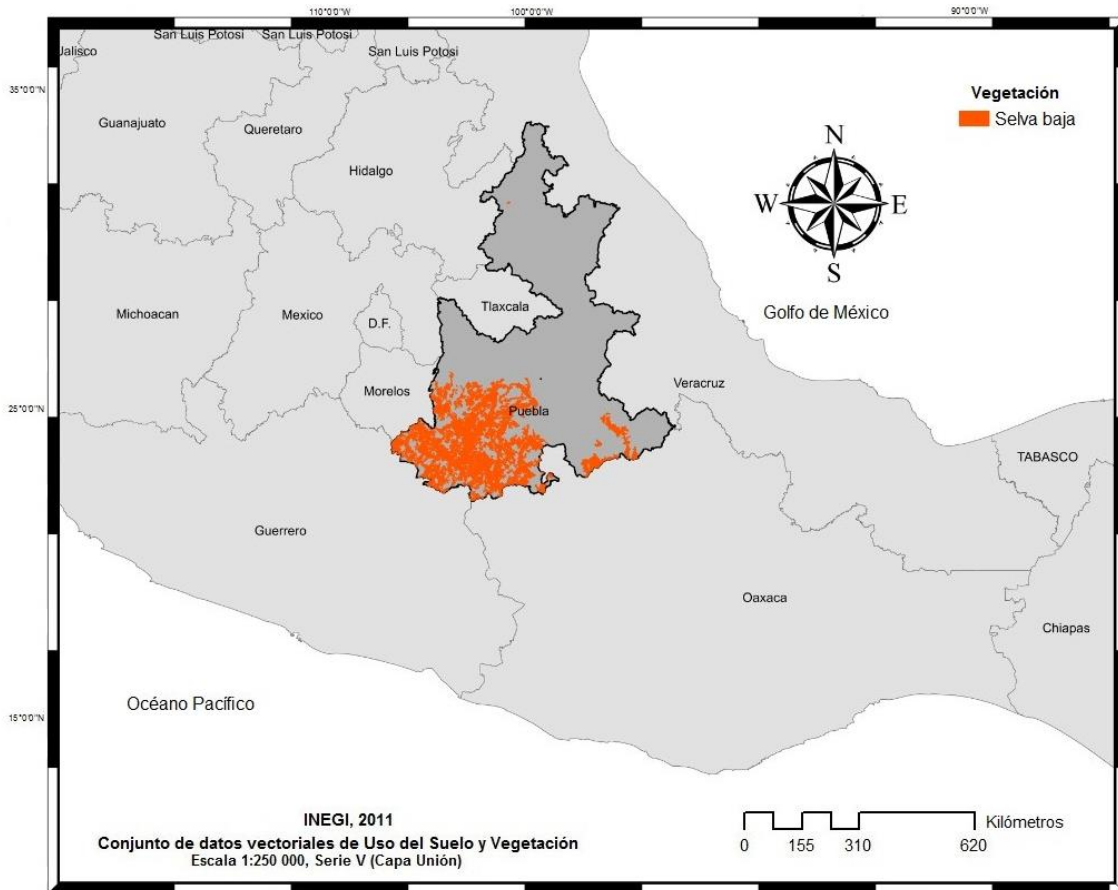 110°0'0"W
100°0'0"W
90°0'0"W
San Luis Potosi
San Luis Potosi
Jalisco
San Luis Potosi
35°0'0"N
Vegetación
Selva baja
Guanajuato
Queretaro
Hidalgo
N
W
E
S
Tlaxcala
Michoacan
Mexico
D.F.
Golfo de México
Morelos
Veracruz
25°0'0"N
Puebla
TABASCO
Guerrero
Oaxaca
Chiapas
Océano Pacífico
15°0'0"N
INEGI, 2011
Conjunto de datos vectoriales de Uso del Suelo y Vegetación
Escala 1:250 000, Serie V (Capa Unión)
Kilómetros
0 155 310 620